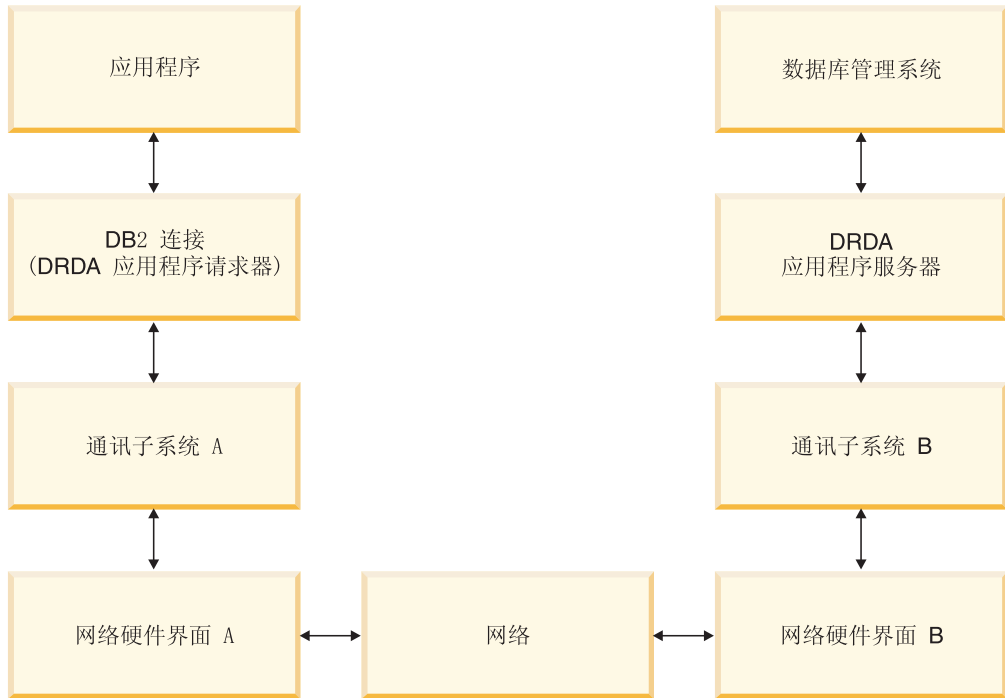 应用程序
数据库管理系统
DB2 连接
(DRDA 应用程序请求器)
DRDA
应用程序服务器
通讯子系统 A
通讯子系统 B
网络硬件界面 A
网络
网络硬件界面 B